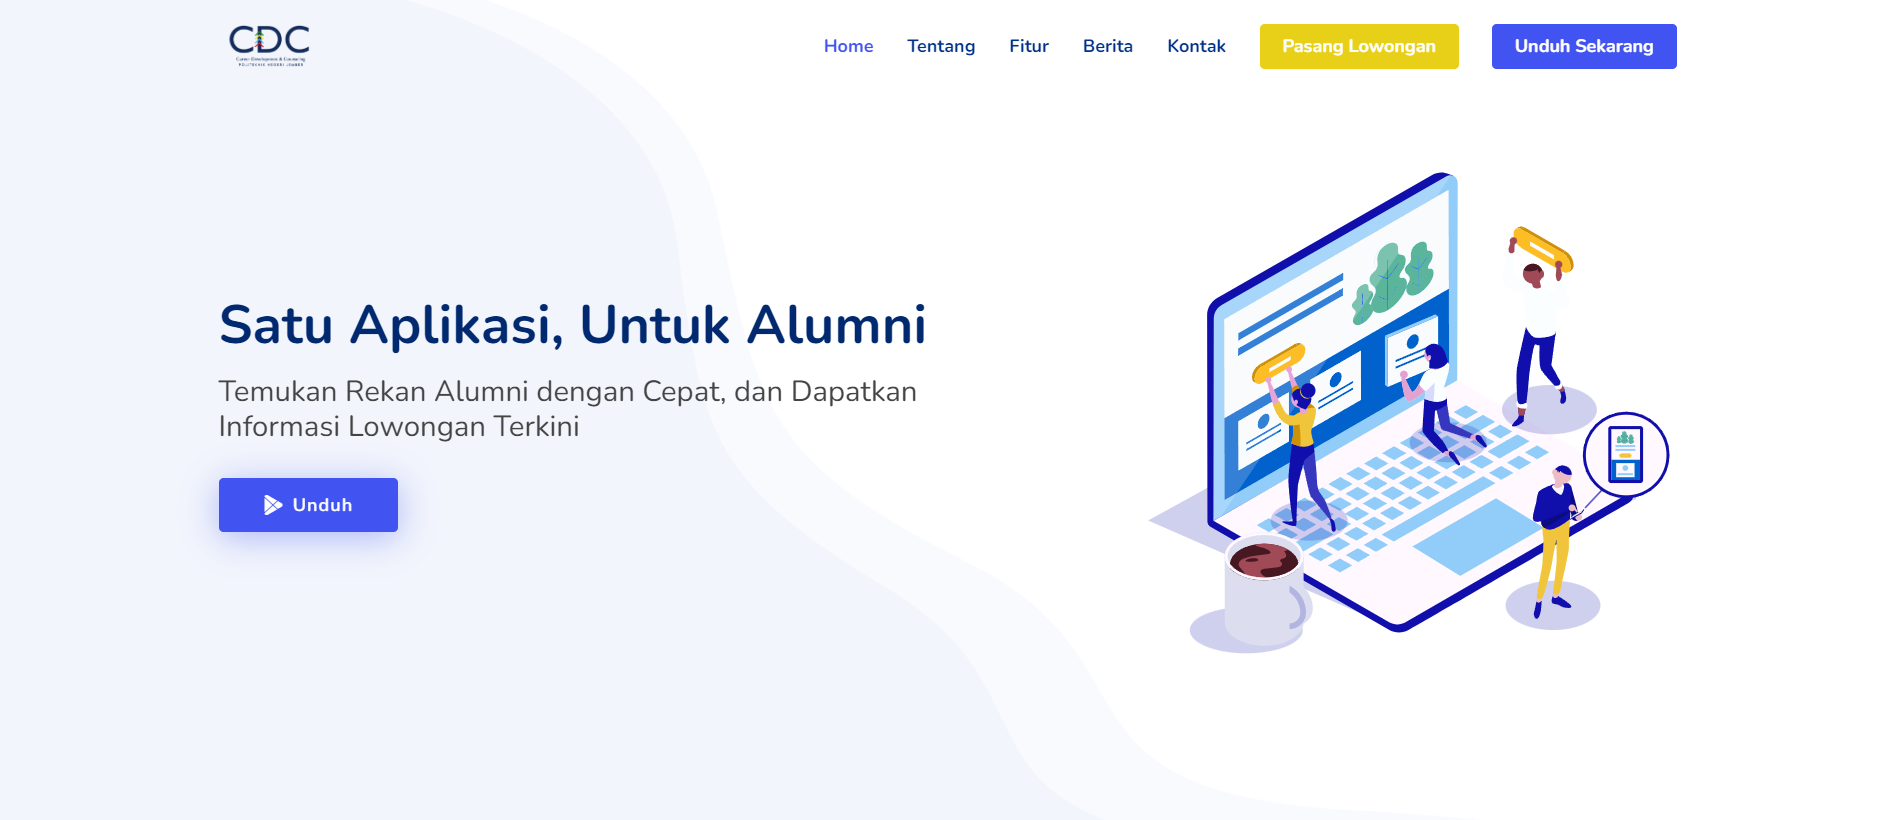 CDC
Career Development & Counseling
POLITEKNIK NEGERI JEMBER
Home
Tentang
Fitur
Berita
Kontak
Pasang Lowongan
Unduh Sekarang
Satu Aplikasi, Untuk Alumni
Temukan Rekan Alumni dengan Cepat, dan Dapatkan
Informasi Lowongan Terkini
Unduh